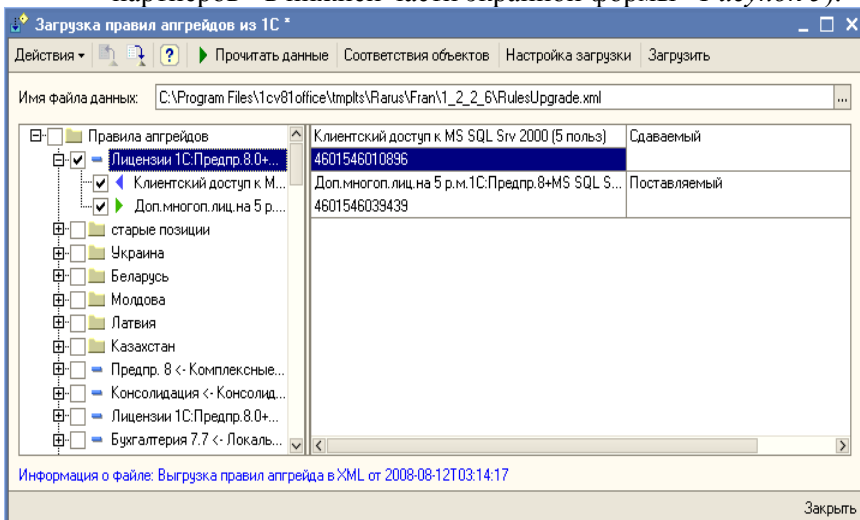 партнеров" в нижней части экранной формы
Загрузка правил апгрейдов из 1С *
Действия Прочитать данные Соответствия объектов Настройка загрузки Загрузить
Имя файла данных: C:\Program Files\1cv81office\tmplts\Rarus\Fran\1_2_2_6\RulesUpgrade.xml ...
Правила апгрейдов
Лицензии 1С:Предпр.8.0+...
Клиентский доступ к М...
Доп.многоп.лиц.на 5 р....
старые позиции
Украина
Беларусь
Молдова
Латвия
Казахстан
Предпр. 8 <- Комплексные...
Консолидация <- Консолид...
Лицензии 1С:Предпр.8.0+...
Бухгалтерия 7.7 <- Локаль...
Клиентский доступ к MS SQL Srv 2000 (5 польз) Сдаваемый
4601546010896
Доп.многоп.лиц.на 5 р.м.1С:Предпр.8+MS SQL S... Поставляемый
4601546039439
Информация о файле: Выгрузка правил апгрейда в XML от 2008-08-12T03:14:17
Закрыть